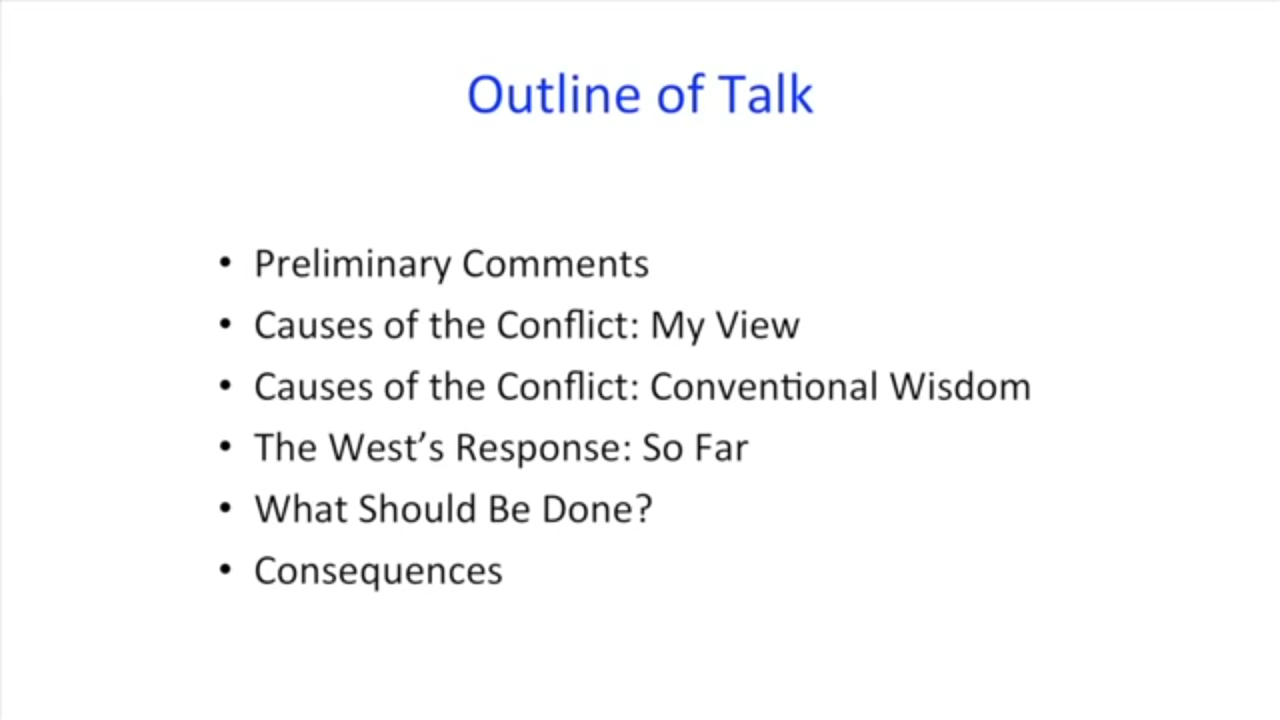 Outline of Talk
• Preliminary Comments
• Causes of the Conflict: My View
• Causes of the Conflict: Conventional Wisdom
• The West’s Response: So Far
• What Should Be Done?
• Consequences